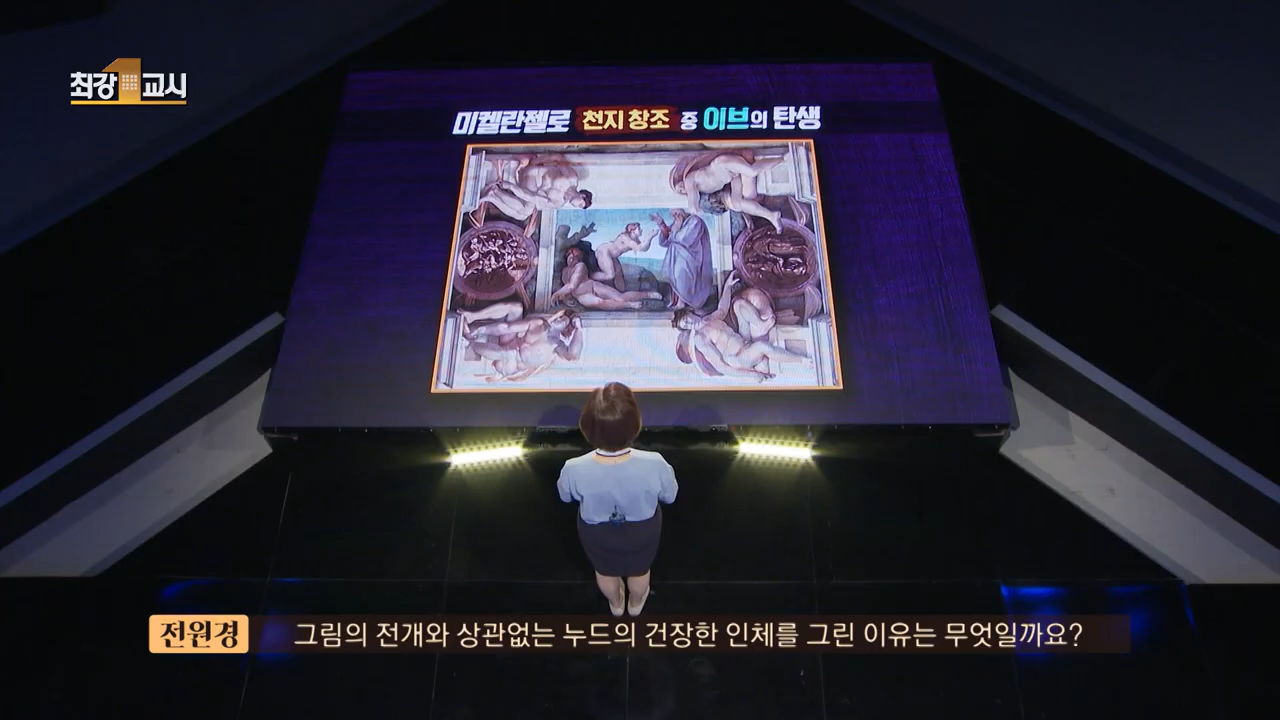 최강1교시
미켈란젤로 천지 창조 중 이브의 탄생
전원경 그림의 전개와 상관없는 누드의 건장한 인체를 그린 이유는 무엇일까요?